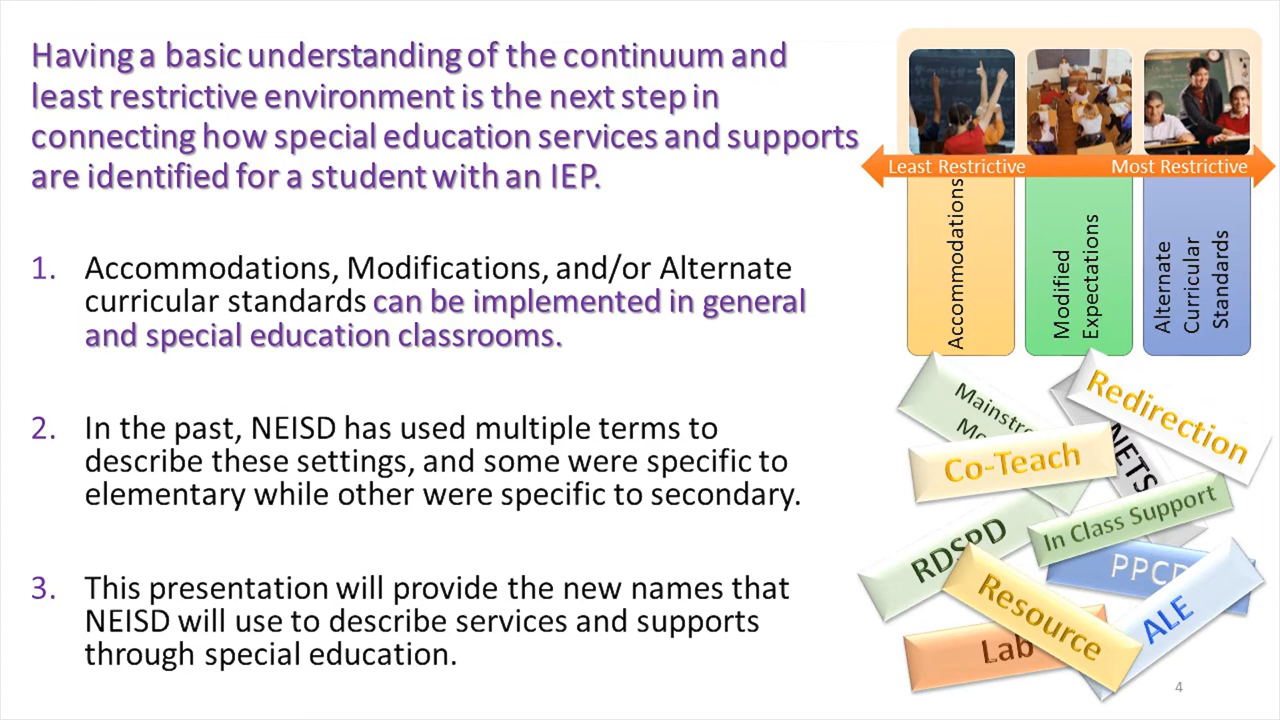 Having a basic understanding of the continuum and
least restrictive environment is the next step in
connecting how special education services and supports
are identified for a student with an IEP.
1. Accommodations, Modifications, and/or Alternate
curricular standards can be implemented in general
and special education classrooms.
2. In the past, NEISD has used multiple terms to
describe these settings, and some were specific to
elementary while other were specific to secondary.
3. This presentation will provide the new names that
NEISD will use to describe services and supports
through special education.
Least Restrictive
Most Restrictive
Accommodations
Modified
Expectations
Alternate
Curricular
Standards
Redirection
Co-Teach
NETS
In Class Support
RDSPD
Resource
ALE
Lab
4